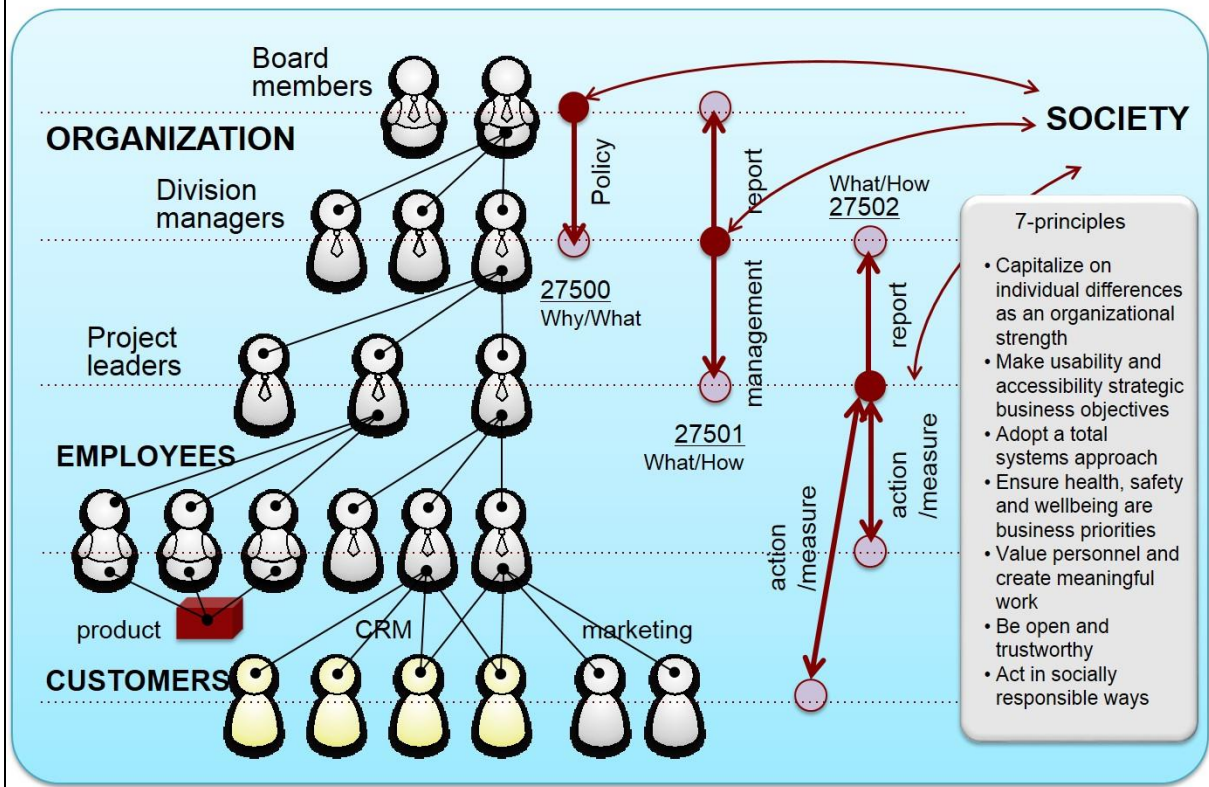 Board
members
ORGANIZATION
SOCIETY
Division
managers
Policy
report
What/How
27502
27500
Why/What
management
report
Project
leaders
27501
What/How
EMPLOYEES
action
/measure
action
/measure
product
CRM
marketing
CUSTOMERS
7-principles
• Capitalize on
individual differences
as an organizational
strength
• Make usability and
accessibility strategic
business objectives
• Adopt a total
systems approach
• Ensure health, safety
and wellbeing are
business priorities
• Value personnel and
create meaningful
work
• Be open and
trustworthy
• Act in socially
responsible ways